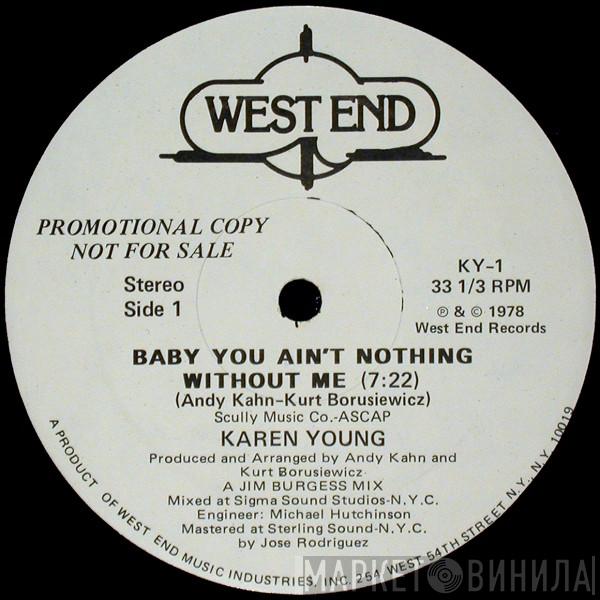 WEST END
PROMOTIONAL COPY
NOT FOR SALE
Stereo
Side 1
KY-1
33 1/3 RPM
℗ & © 1978
West End Records
BABY YOU AIN'T NOTHING
WITHOUT ME (7:22)
(Andy Kahn-Kurt Borusiewicz)
Scully Music Co.-ASCAP
KAREN YOUNG
Produced and Arranged by Andy Kahn and
Kurt Borusiewicz
A JIM BURGESS MIX
Mixed at Sigma Sound Studios-N.Y.C.
Engineer: Michael Hutchinson
Mastered at Sterling Sound-N.Y.C.
by Jose Rodriguez
A PRODUCT OF WEST END MUSIC INDUSTRIES, INC. 254 WEST 54TH STREET N.Y., N.Y. 10019
МАРКЕТ ВИНИЛА